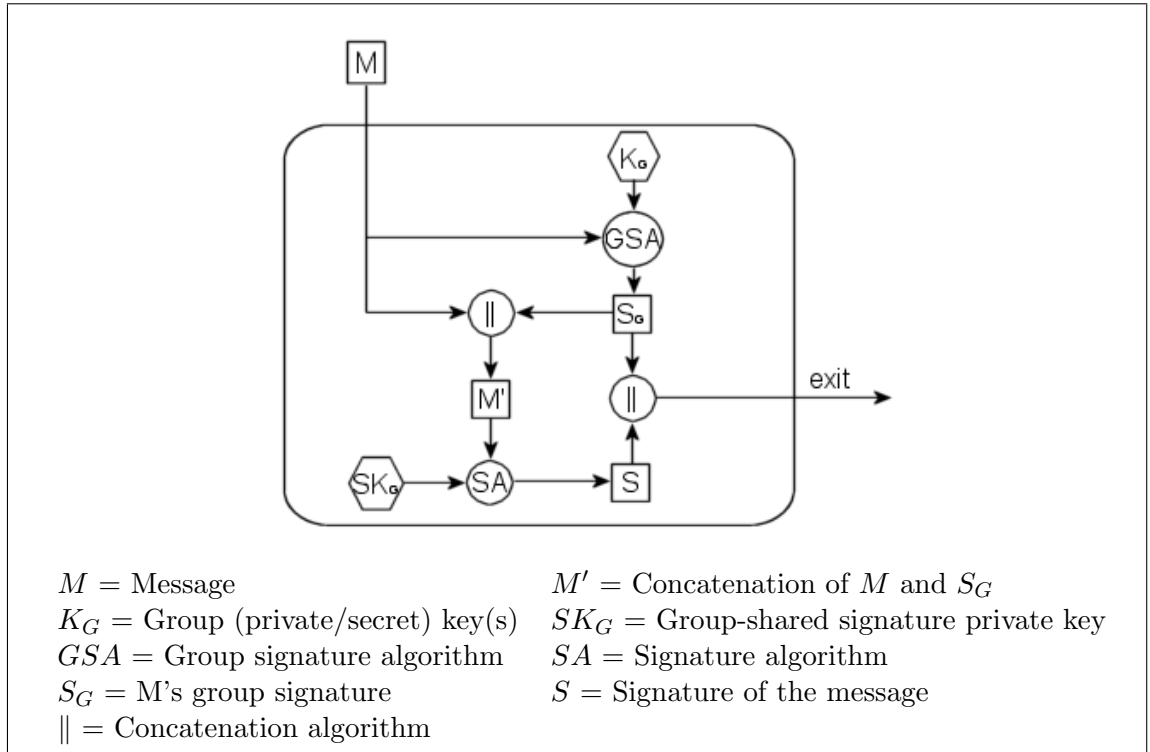 M
K_G
GSA
|| S_G
M' || exit
SK_G SA S
M = Message
K_G = Group (private/secret) key(s)
GSA = Group signature algorithm
S_G = M's group signature
∥ = Concatenation algorithm
M′ = Concatenation of M and S_G
SK_G = Group-shared signature private key
SA = Signature algorithm
S = Signature of the message